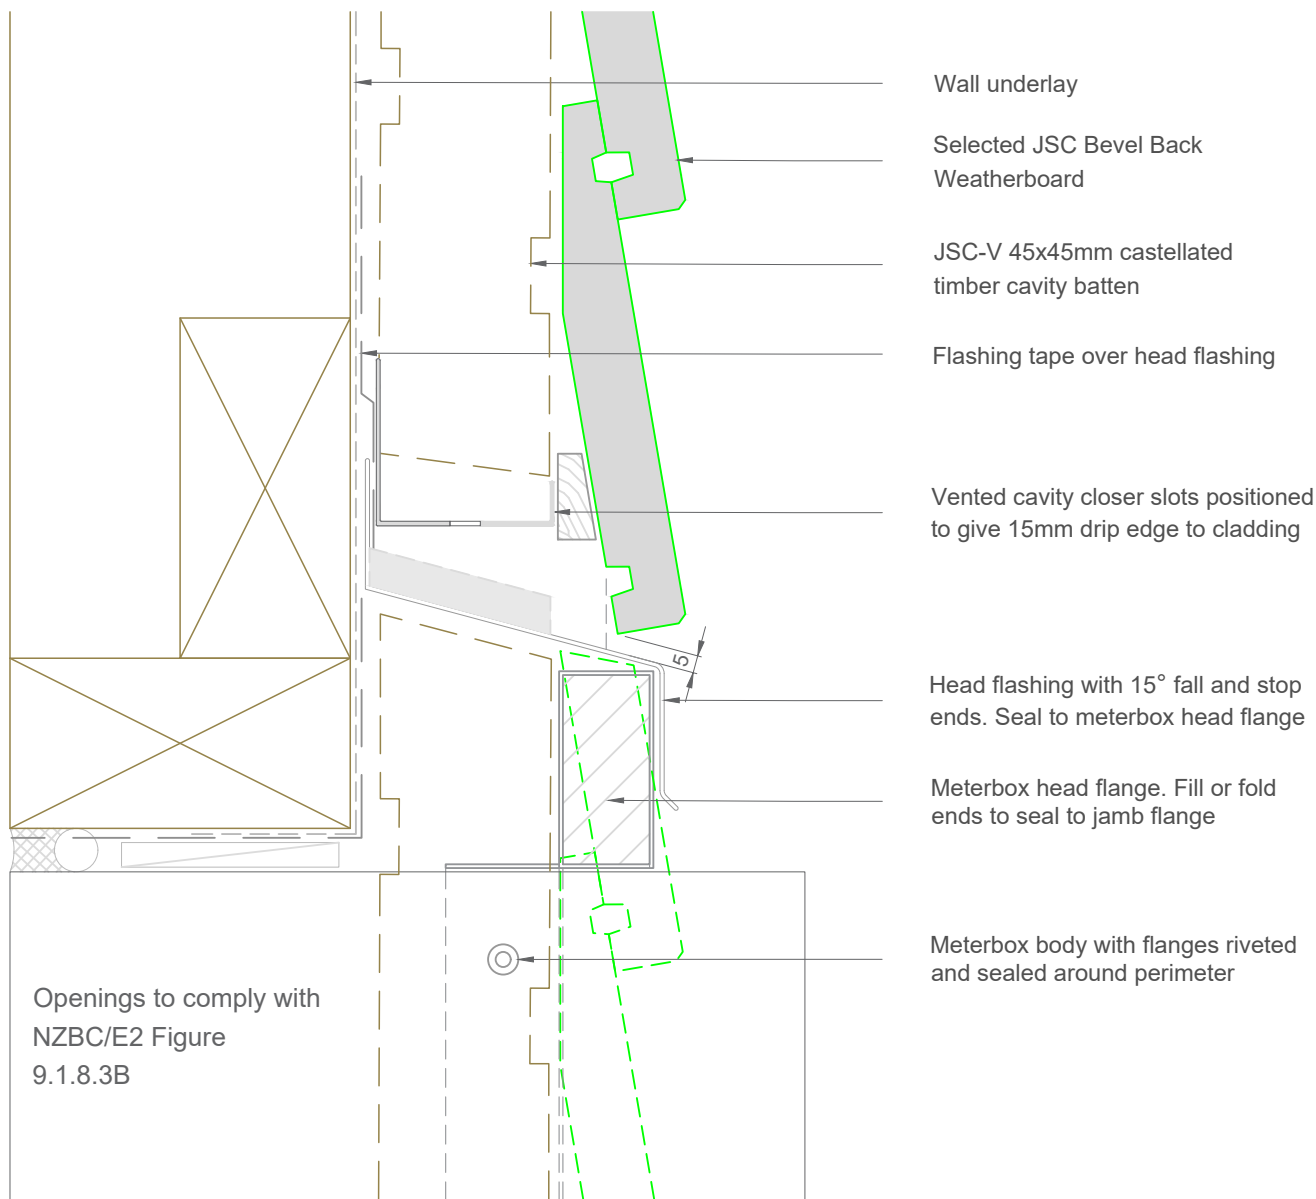 Wall underlay
Selected JSC Bevel Back
Weatherboard
JSC-V 45x45mm castellated
timber cavity batten
Flashing tape over head flashing
Vented cavity closer slots positioned
to give 15mm drip edge to cladding
5
Head flashing with 15° fall and stop
ends. Seal to meterbox head flange
Meterbox head flange. Fill or fold
ends to seal to jamb flange
Meterbox body with flanges riveted
and sealed around perimeter
Openings to comply with
NZBC/E2 Figure
9.1.8.3B